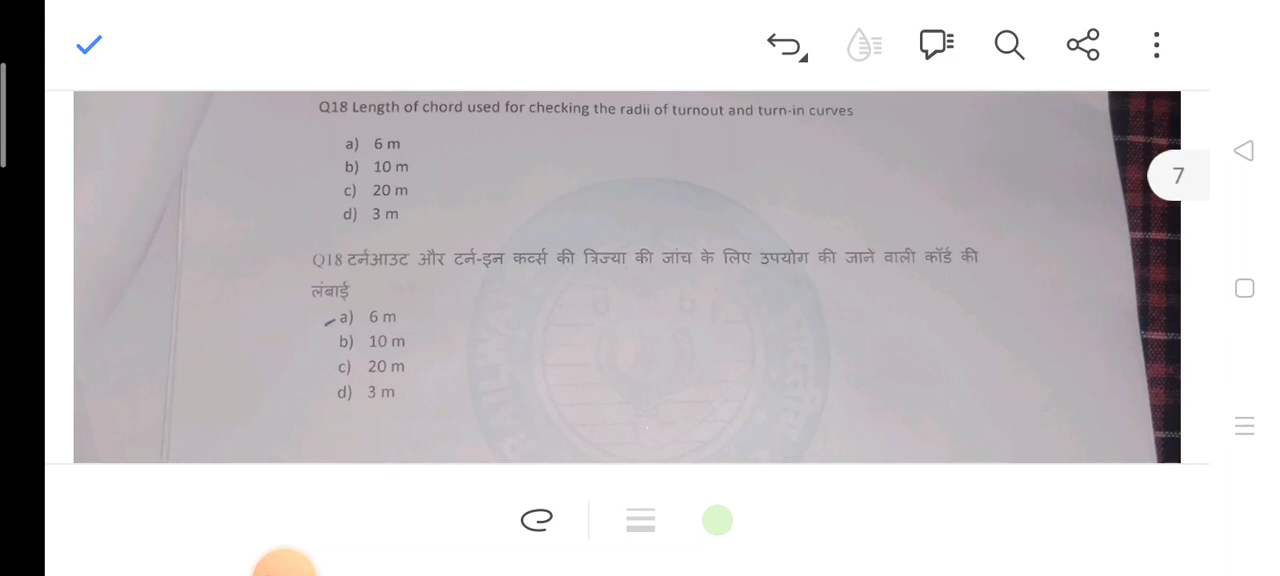 Q18 Length of chord used for checking the radii of turnout and turn-in curves
a) 6 m
b) 10 m
c) 20 m
d) 3 m
7
Q18 टर्नआउट और टर्न-इन कर्व्स की त्रिज्या की जांच के लिए उपयोग की जाने वाली कॉर्ड की
लंबाई
a) 6 m
b) 10 m
c) 20 m
d) 3 m